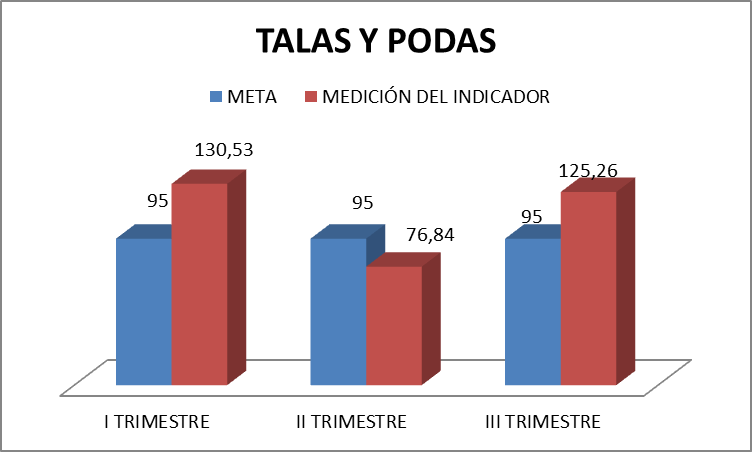 TALAS Y PODAS
META MEDICIÓN DEL INDICADOR
95 130,53 95 76,84 95 125,26
I TRIMESTRE II TRIMESTRE III TRIMESTRE